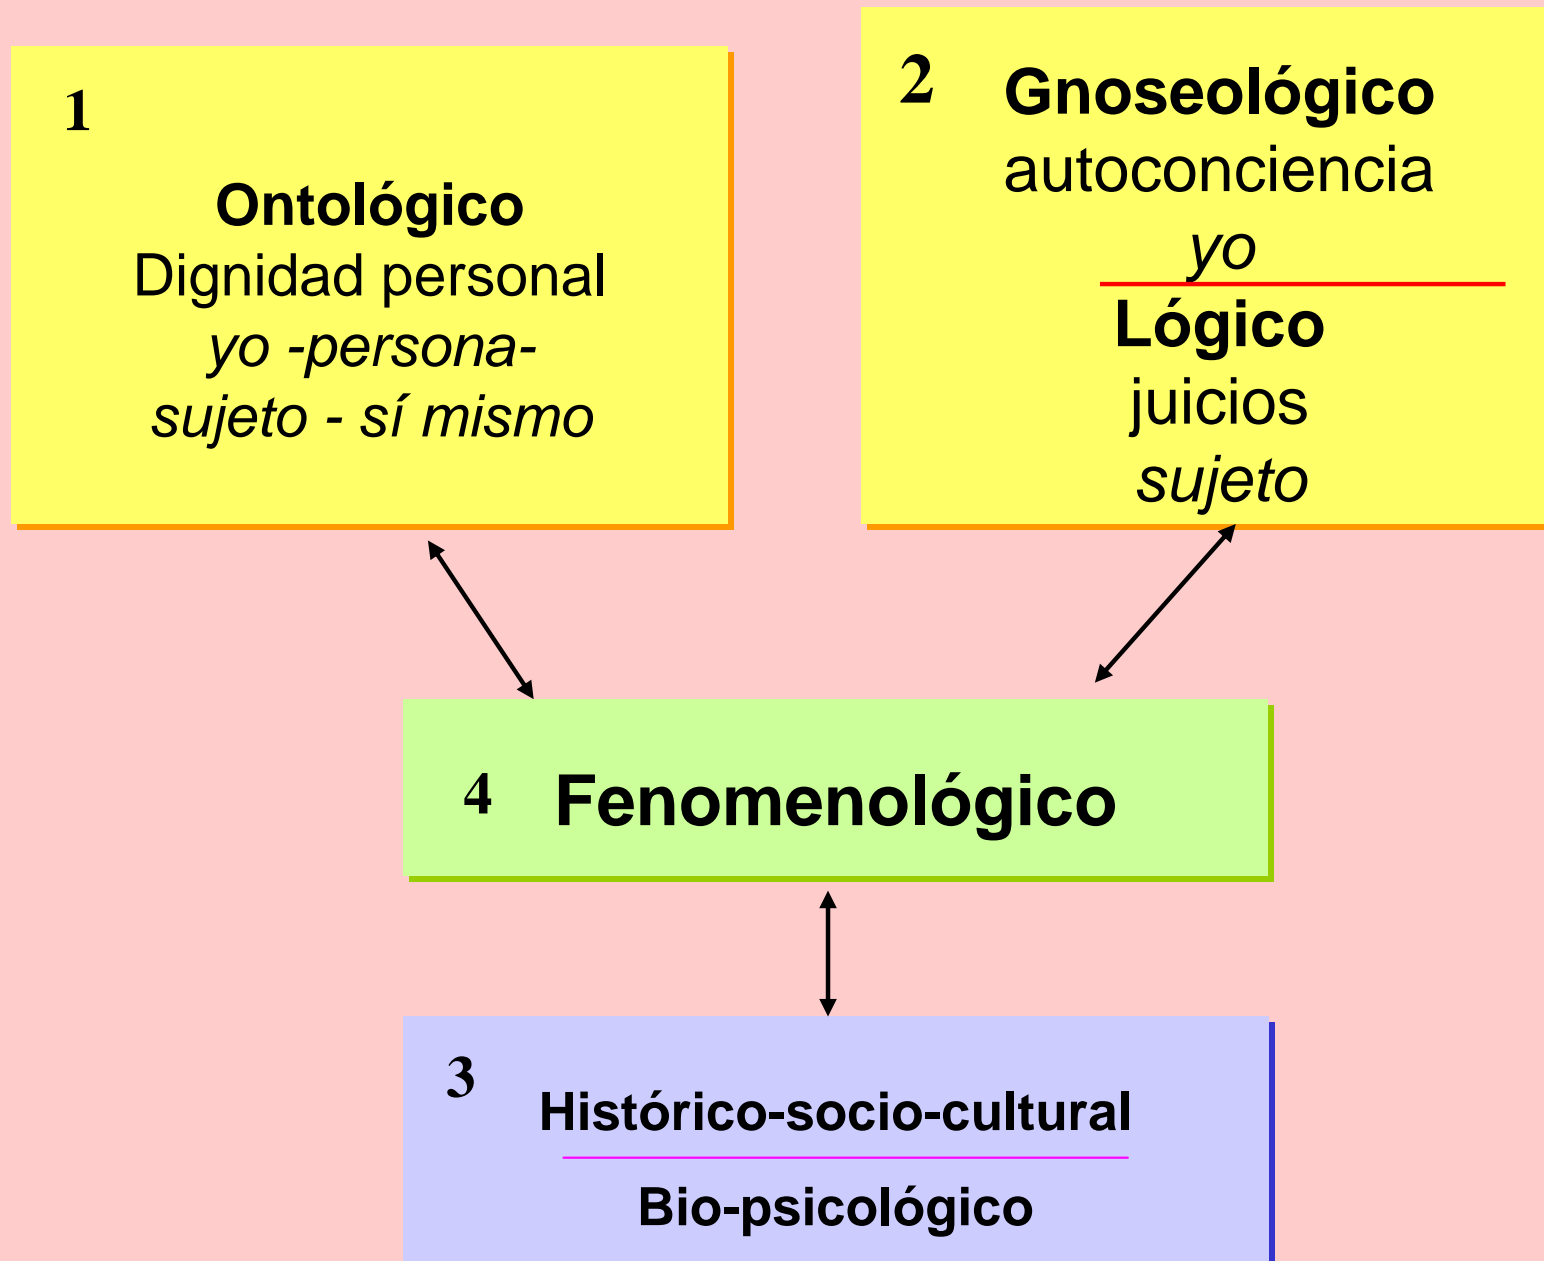 1
Ontológico
Dignidad personal
yo -persona-
sujeto - sí mismo
2
Gnoseológico
autoconciencia
yo
Lógico
juicios
sujeto
4 Fenomenológico
3
Histórico-socio-cultural
Bio-psicológico